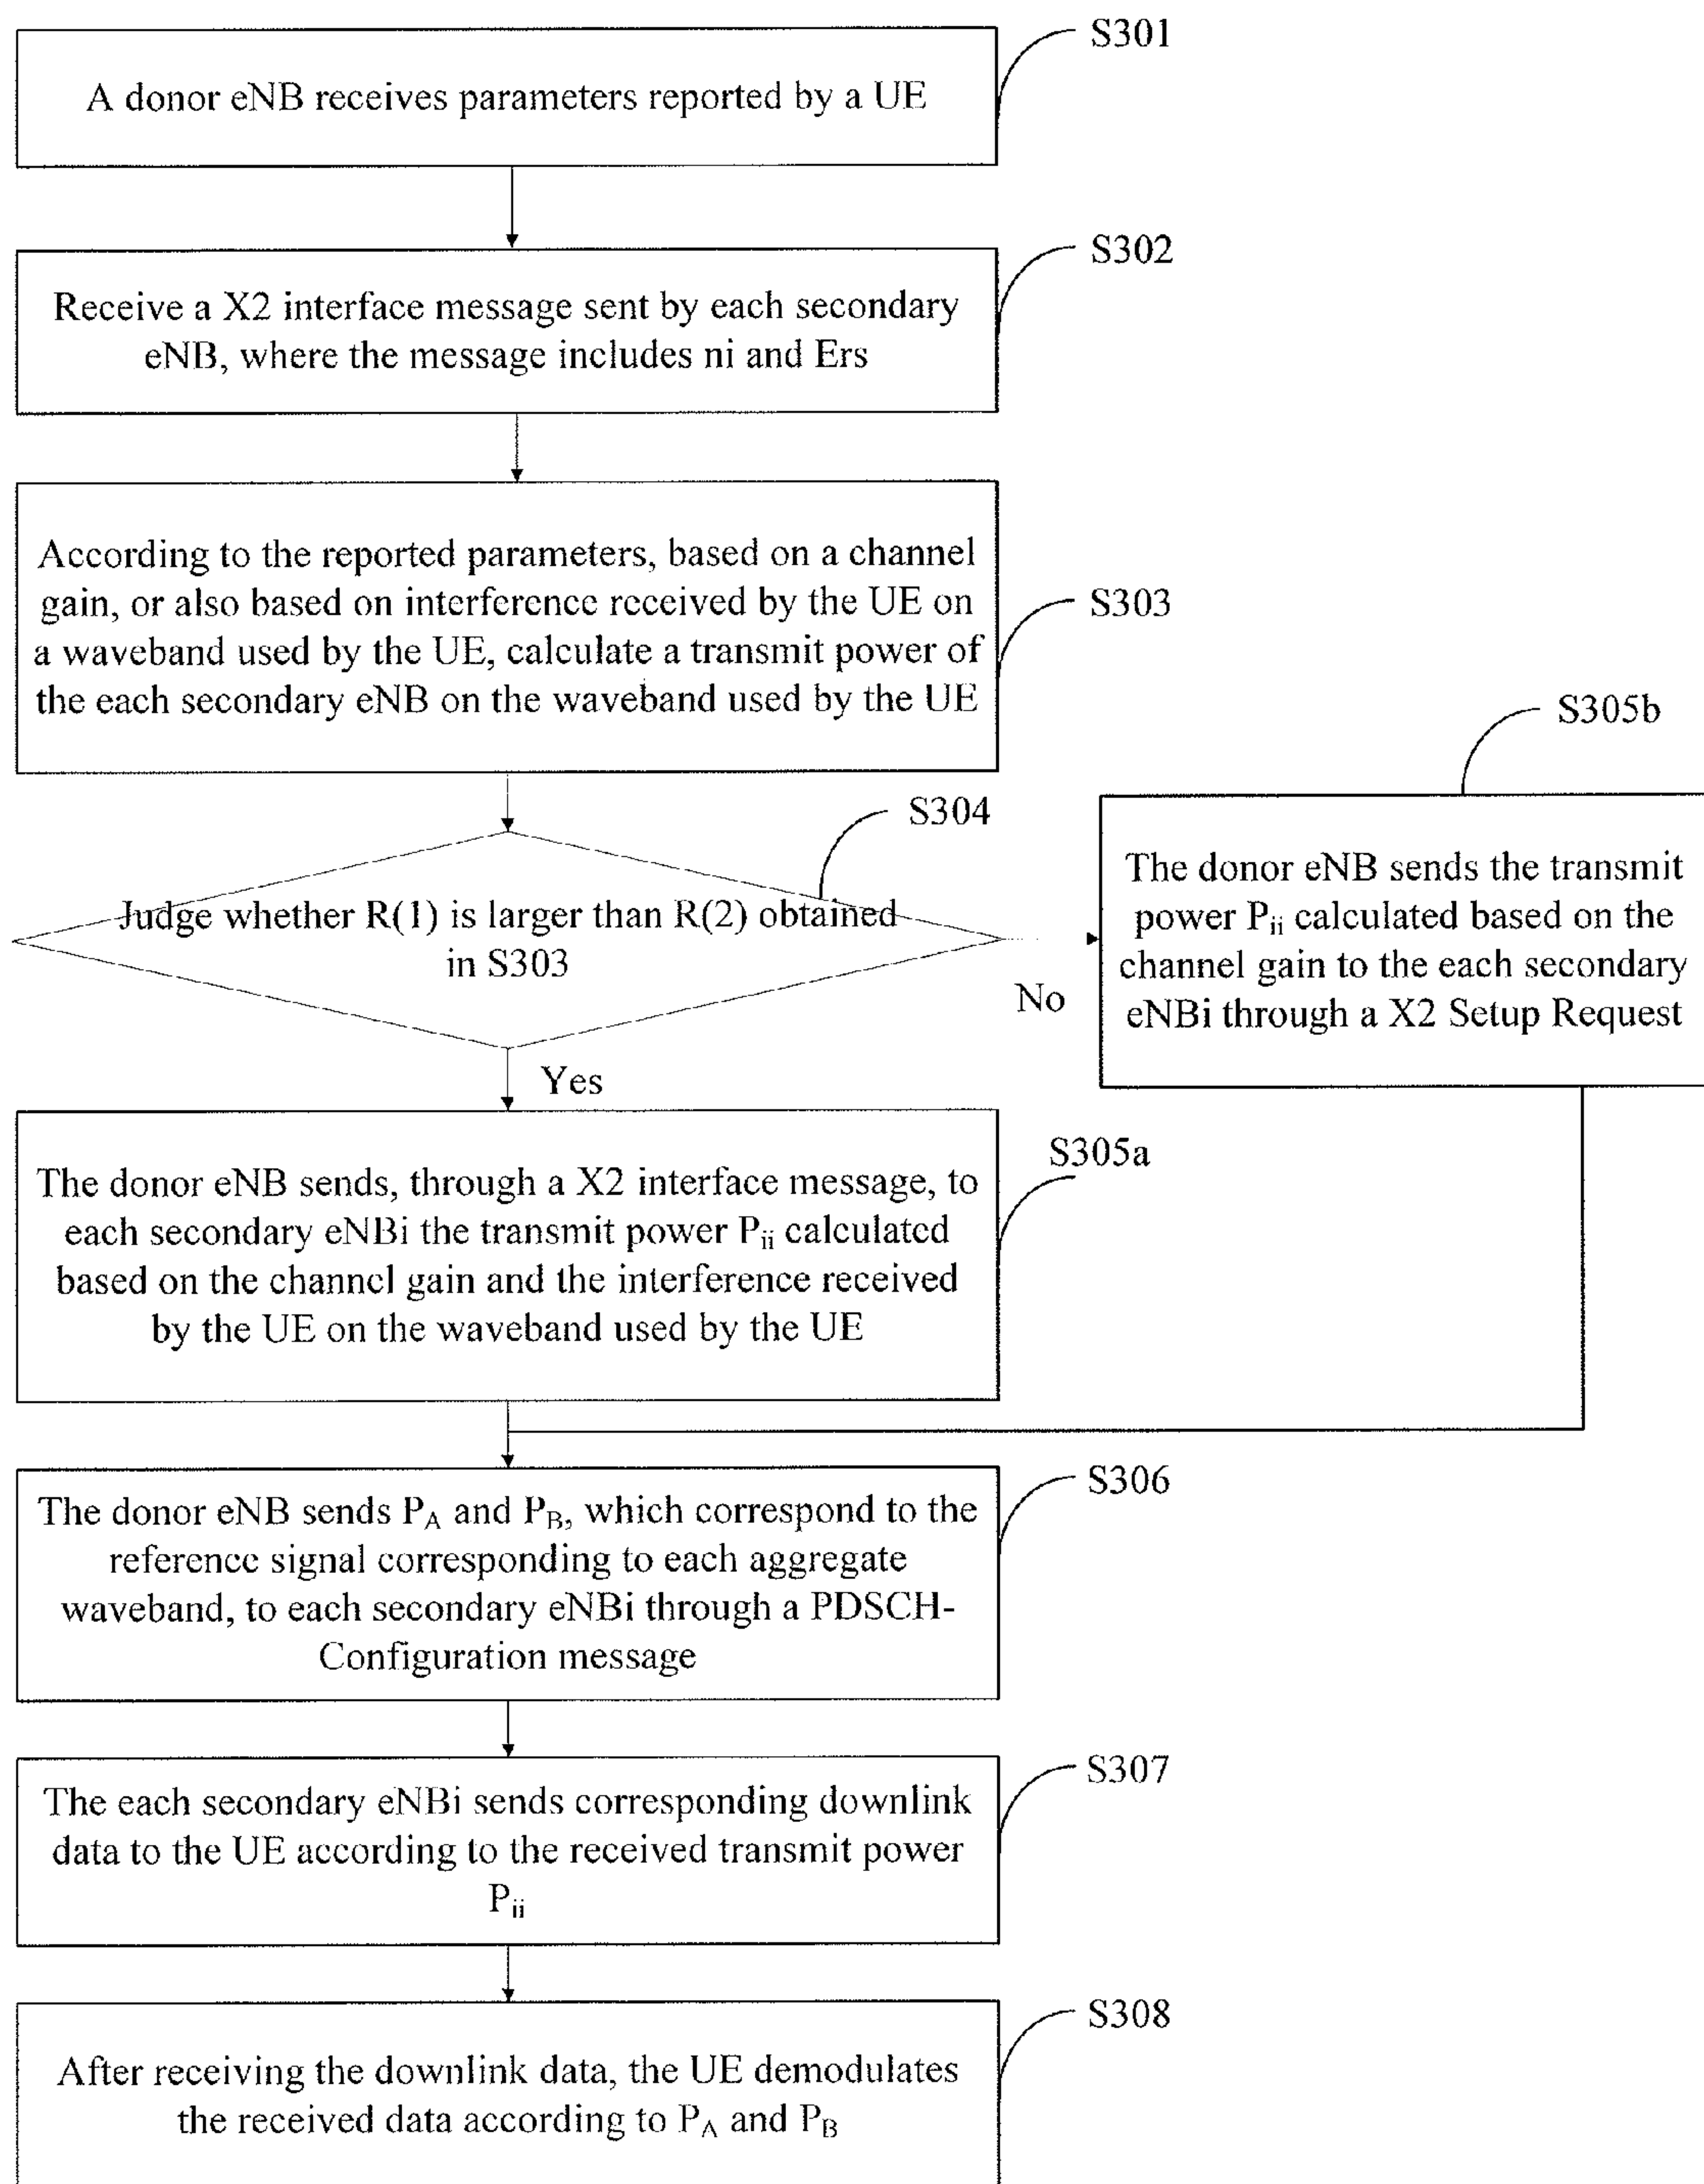 S301
A donor eNB receives parameters reported by a UE
S302
Receive a X2 interface message sent by each secondary
eNB, where the message includes ni and Ers
S303
According to the reported parameters, based on a channel
gain, or also based on interference received by the UE on
a waveband used by the UE, calculate a transmit power of
the each secondary eNB on the waveband used by the UE
S304
Judge whether R(1) is larger than R(2) obtained
in S303
No
Yes
S305b
The donor eNB sends the transmit
power Pii calculated based on the
channel gain to the each secondary
eNBi through a X2 Setup Request
S305a
The donor eNB sends, through a X2 interface message, to
each secondary eNBi the transmit power Pii calculated
based on the channel gain and the interference received
by the UE on the waveband used by the UE
S306
The donor eNB sends PA and PB, which correspond to the
reference signal corresponding to each aggregate
waveband, to each secondary eNBi through a PDSCH-
Configuration message
S307
The each secondary eNBi sends corresponding downlink
data to the UE according to the received transmit power
Pii
S308
After receiving the downlink data, the UE demodulates
the received data according to PA and PB